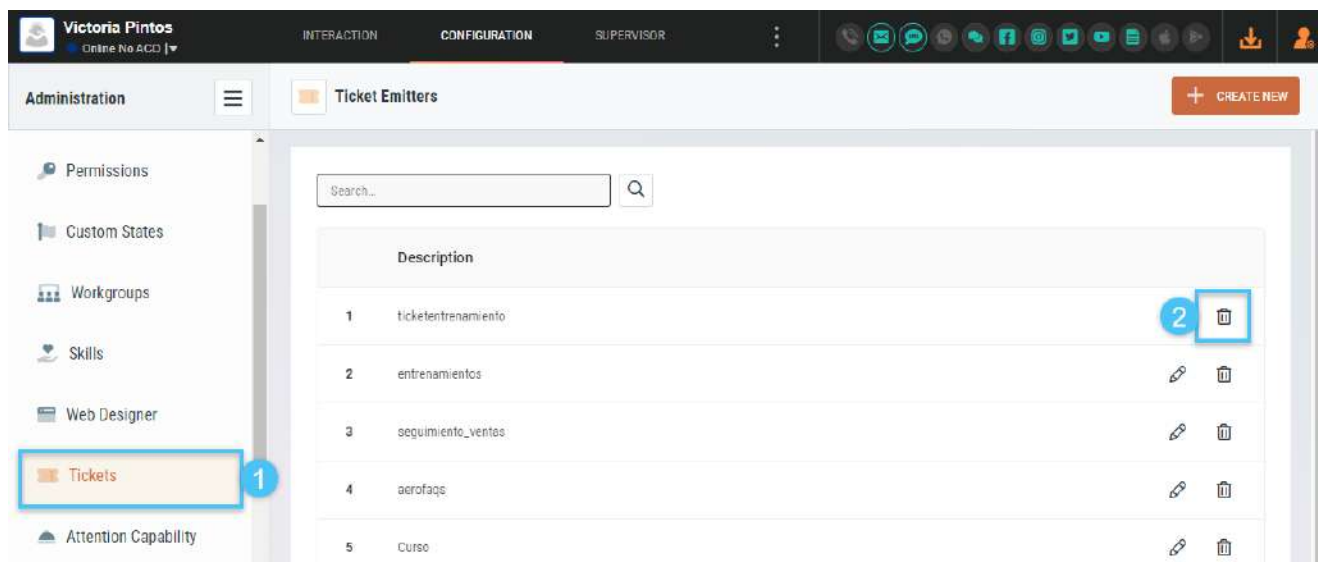 Victoria Pintos
Online No ACD
INTERACTION
CONFIGURATION
SUPERVISOR
Administration
Ticket Emitters
+ CREATE NEW
Permissions
Custom States
Workgroups
Skills
Web Designer
Tickets
1
Attention Capability
Search...
Description
1 ticketentrenamiento
2
2 entrenamientos
3 seguimiento_ventas
4 aerofaqs
5 Curso